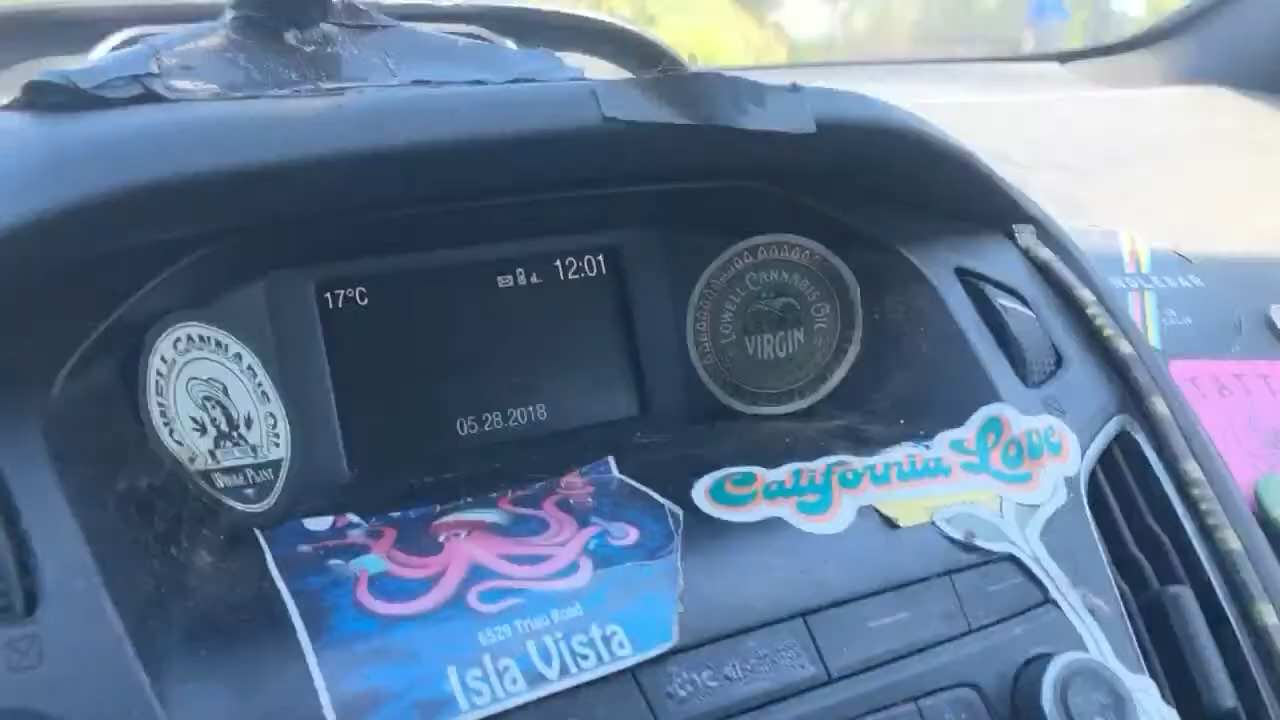 17°C
12:01
05.28.2018
LOWELL CANNABIS OIL
WHOLE PLANT
LOWELL CANNABIS OIL
VIRGIN
California Love
6529 Trigo Road
Isla Vista
NDLEBAR